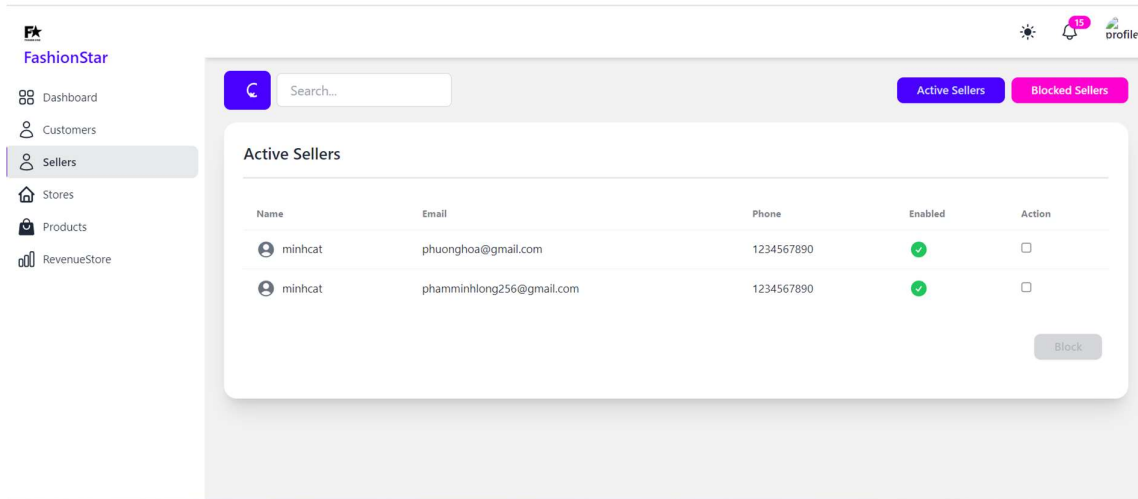 F★
FashionStar
Dashboard
Customers
Sellers
Stores
Products
RevenueStore
15
profile
Search...
Active Sellers
Blocked Sellers
Active Sellers
Name Email Phone Enabled Action
minhcat phuonghoa@gmail.com 1234567890
minhcat phamminhlong256@gmail.com 1234567890
Block